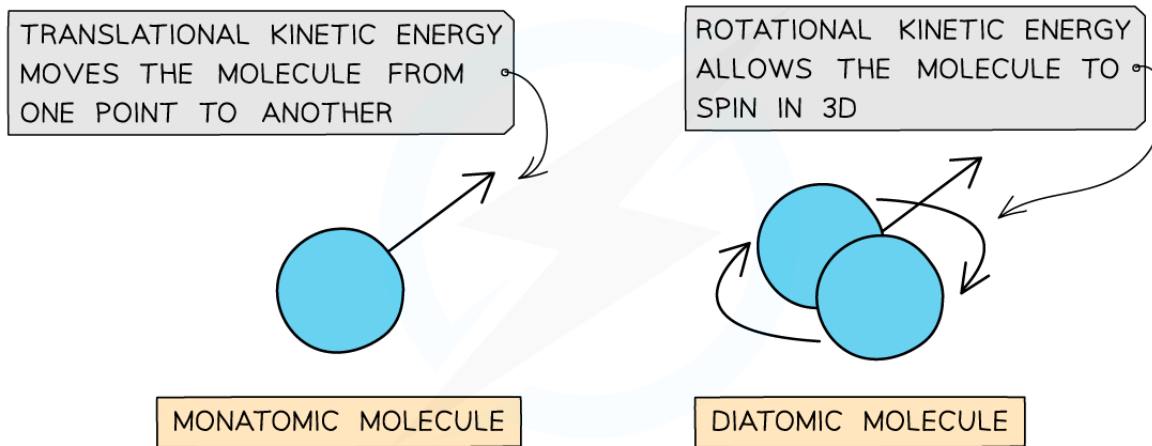 TRANSLATIONAL KINETIC ENERGY
MOVES THE MOLECULE FROM
ONE POINT TO ANOTHER
ROTATIONAL KINETIC ENERGY
ALLOWS THE MOLECULE TO
SPIN IN 3D
MONATOMIC MOLECULE
DIATOMIC MOLECULE